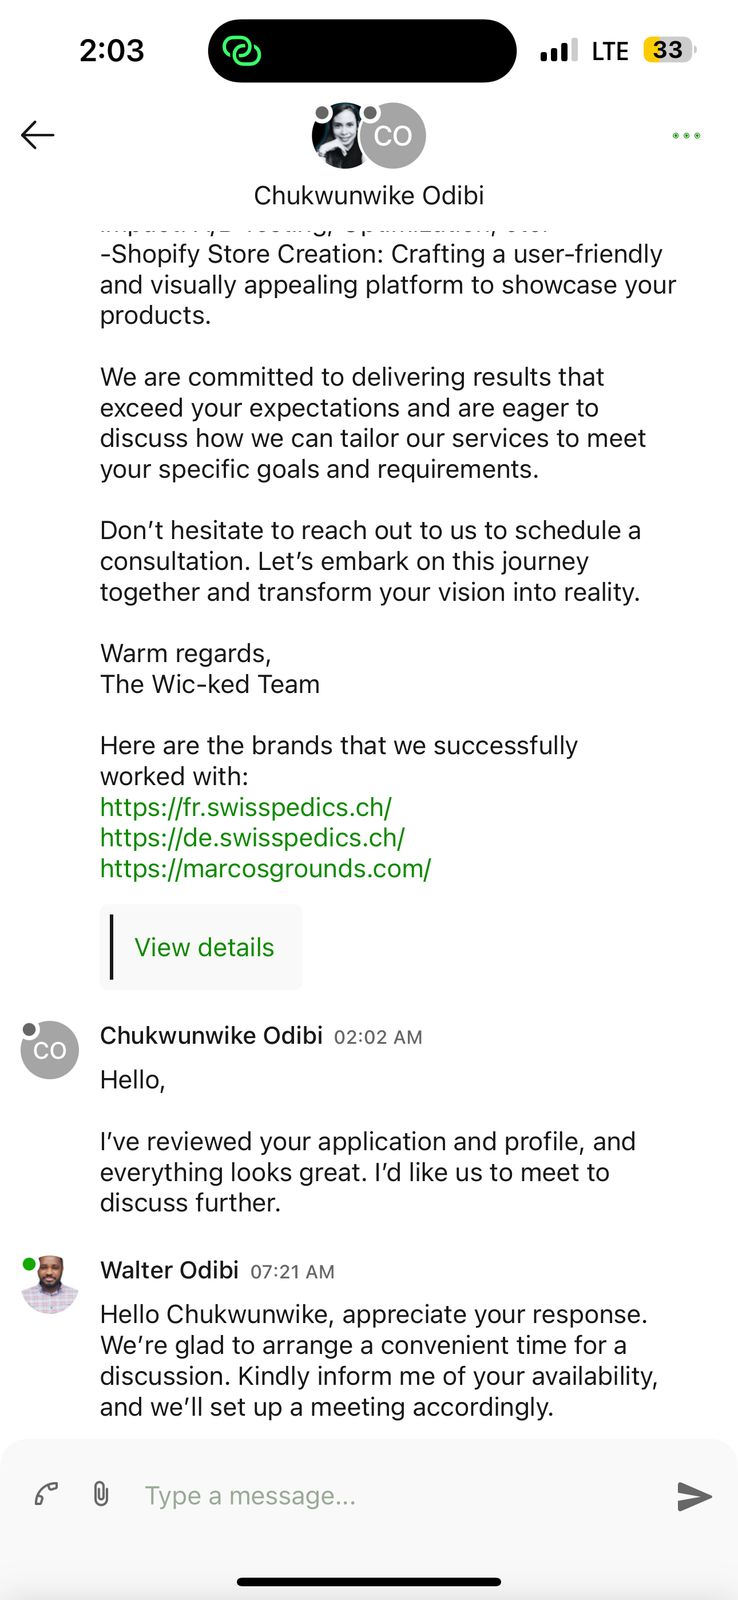 2:03
LTE
33
CO
Chukwunwike Odibi
-Shopify Store Creation: Crafting a user-friendly
and visually appealing platform to showcase your
products.
We are committed to delivering results that
exceed your expectations and are eager to
discuss how we can tailor our services to meet
your specific goals and requirements.
Don't hesitate to reach out to us to schedule a
consultation. Let's embark on this journey
together and transform your vision into reality.
Warm regards,
The Wic-ked Team
Here are the brands that we successfully
worked with:
https://fr.swisspedics.ch/
https://de.swisspedics.ch/
https://marcosgrounds.com/
View details
CO
Chukwunwike Odibi 02:02 AM
Hello,
I've reviewed your application and profile, and
everything looks great. I'd like us to meet to
discuss further.
Walter Odibi 07:21 AM
Hello Chukwunwike, appreciate your response.
We're glad to arrange a convenient time for a
discussion. Kindly inform me of your availability,
and we'll set up a meeting accordingly.
Type a message...